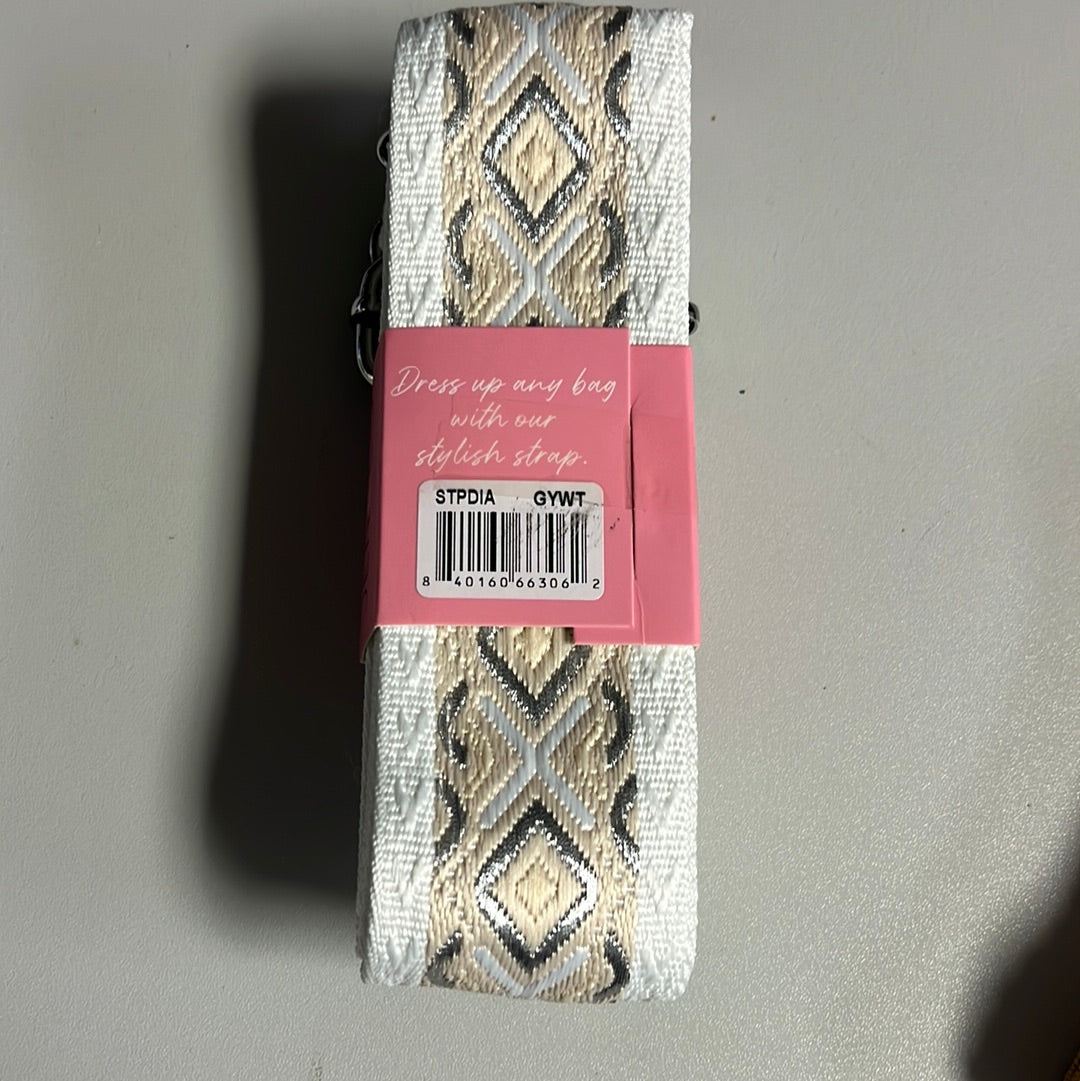 Dress up any bag
with our
stylish strap.
STPDIA GYWT
8 40160 66306 2